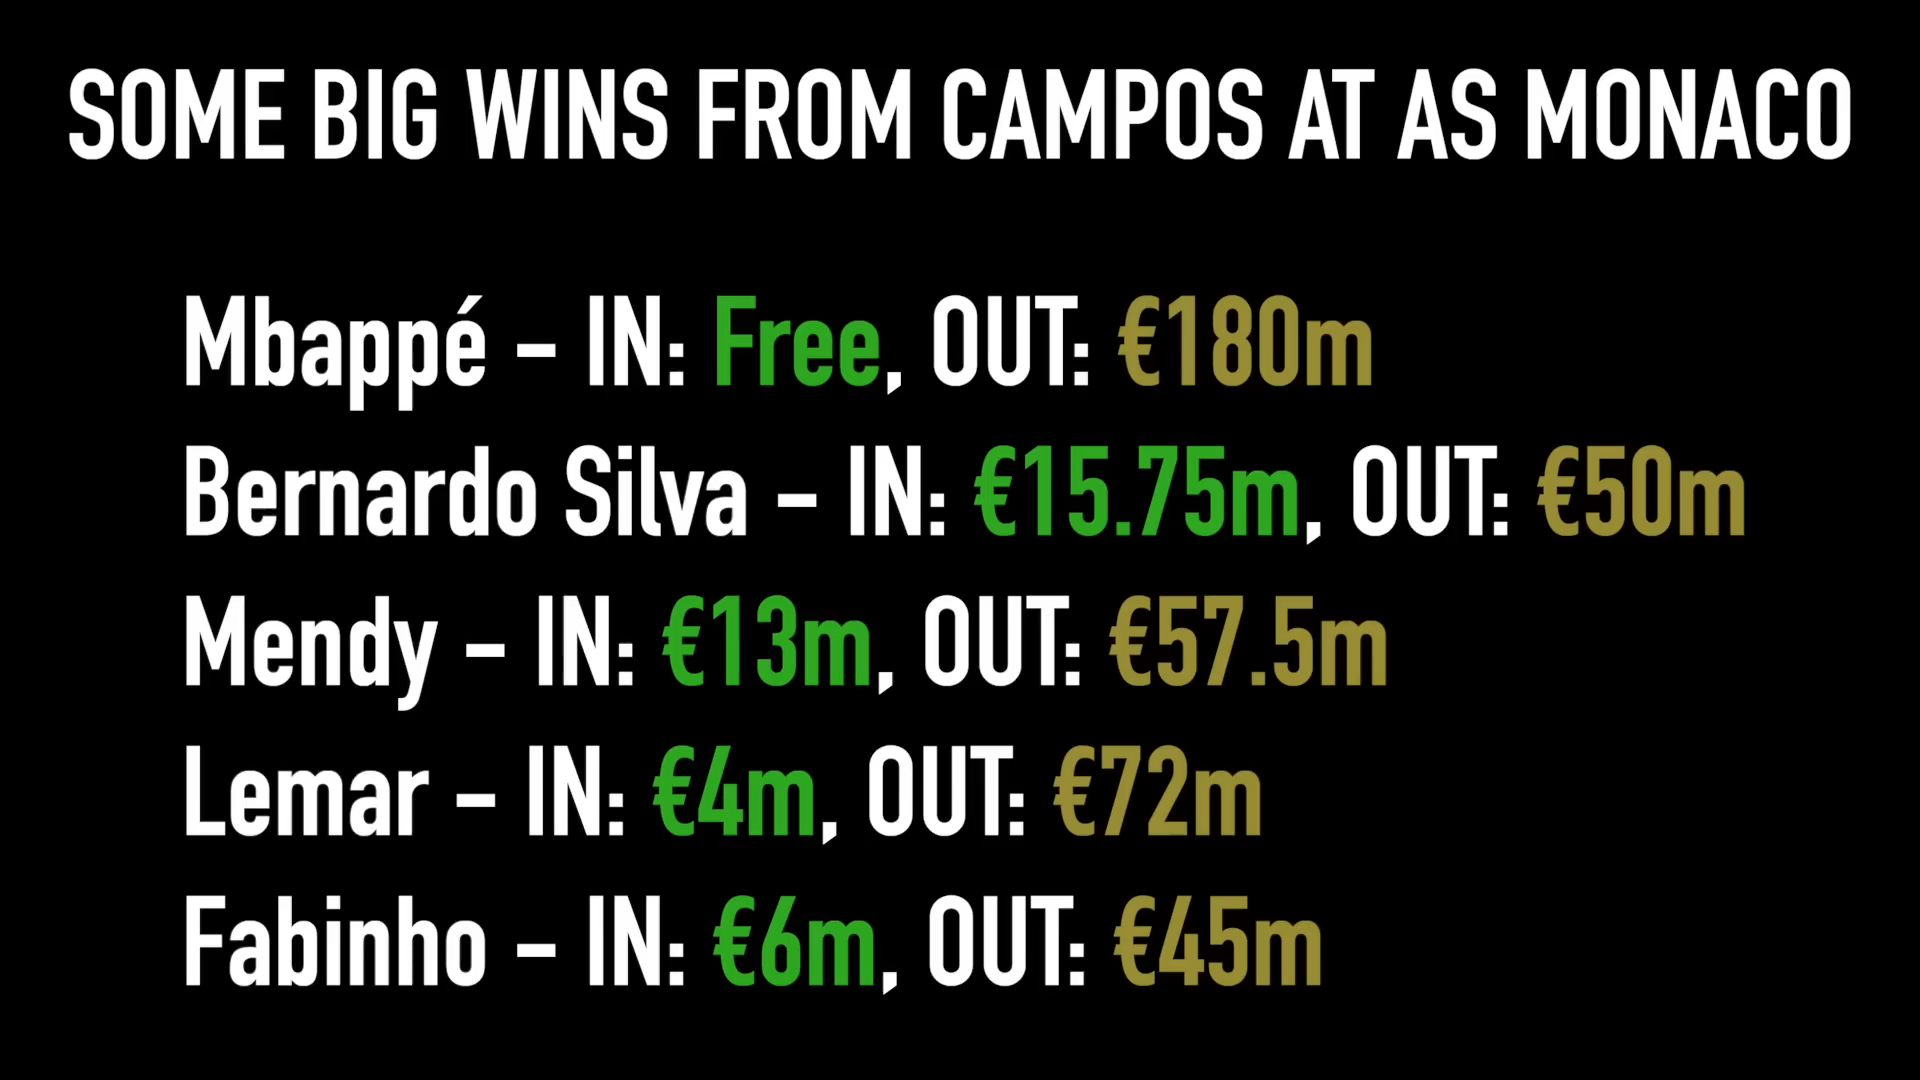 SOME BIG WINS FROM CAMPOS AT AS MONACO
Mbappé – IN: Free, OUT: €180m
Bernardo Silva – IN: €15.75m, OUT: €50m
Mendy – IN: €13m, OUT: €57.5m
Lemar – IN: €4m, OUT: €72m
Fabinho – IN: €6m, OUT: €45m